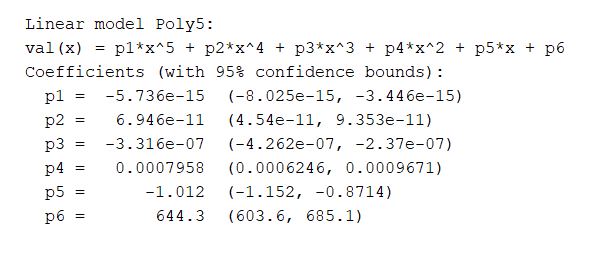 Linear model Poly5:
val(x) = p1*x^5 + p2*x^4 + p3*x^3 + p4*x^2 + p5*x + p6
Coefficients (with 95% confidence bounds):
p1 = -5.736e-15 (-8.025e-15, -3.446e-15)
p2 = 6.946e-11 (4.54e-11, 9.353e-11)
p3 = -3.316e-07 (-4.262e-07, -2.37e-07)
p4 = 0.0007958 (0.0006246, 0.0009671)
p5 = -1.012 (-1.152, -0.8714)
p6 = 644.3 (603.6, 685.1)